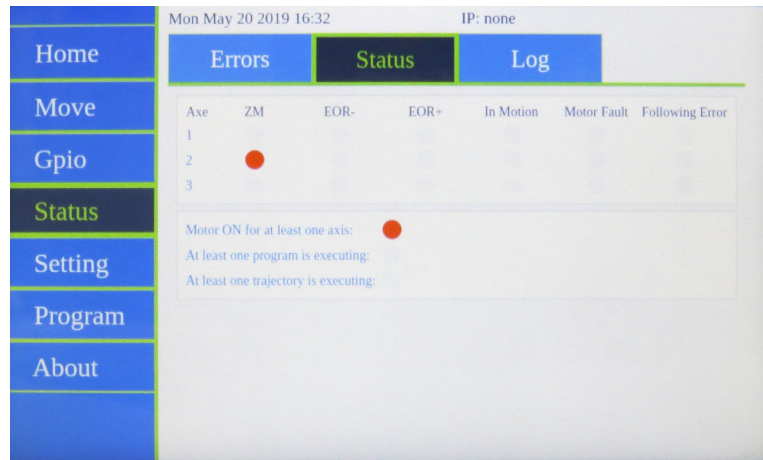 Mon May 20 2019 16:32 IP: none
Home
Move
Gpio
Status
Setting
Program
About
Errors Status Log
Axe ZM EOR- EOR+ In Motion Motor Fault Following Error
1
2
3
Motor ON for at least one axis:
At least one program is executing:
At least one trajectory is executing: